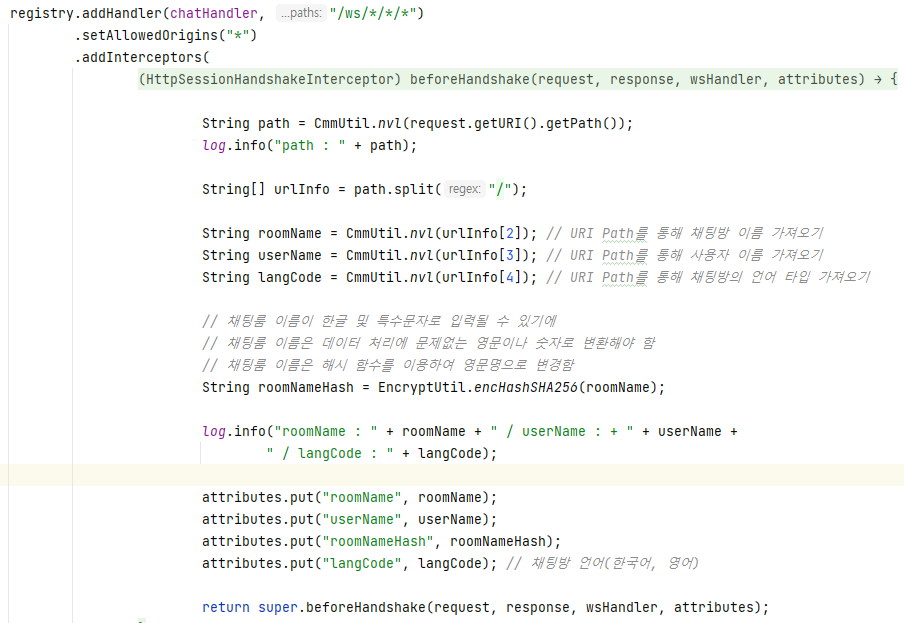 registry.addHandler(chatHandler, ...paths: "/ws/*/*/*")
.setAllowedOrigins("*")
.addInterceptors(
(HttpSessionHandshakeInterceptor) beforeHandshake(request, response, wsHandler, attributes) → {
String path = CmmUtil.nvl(request.getURI().getPath());
log.info("path : " + path);
String[] urlInfo = path.split( regex: "/");
String roomName = CmmUtil.nvl(urlInfo[2]); // URI Path를 통해 채팅방 이름 가져오기
String userName = CmmUtil.nvl(urlInfo[3]); // URI Path를 통해 사용자 이름 가져오기
String langCode = CmmUtil.nvl(urlInfo[4]); // URI Path를 통해 채팅방의 언어 타입 가져오기
// 채팅룸 이름이 한글 및 특수문자로 입력될 수 있기에
// 채팅룸 이름은 데이터 처리에 문제없는 영문이나 숫자로 변환해야 함
// 채팅룸 이름은 해시 함수를 이용하여 영문명으로 변경함
String roomNameHash = EncryptUtil.encHashSHA256(roomName);
log.info("roomName : " + roomName + " / userName : + " + userName +
" / langCode : " + langCode);
attributes.put("roomName", roomName);
attributes.put("userName", userName);
attributes.put("roomNameHash", roomNameHash);
attributes.put("langCode", langCode); // 채팅방 언어(한국어, 영어)
return super.beforeHandshake(request, response, wsHandler, attributes);